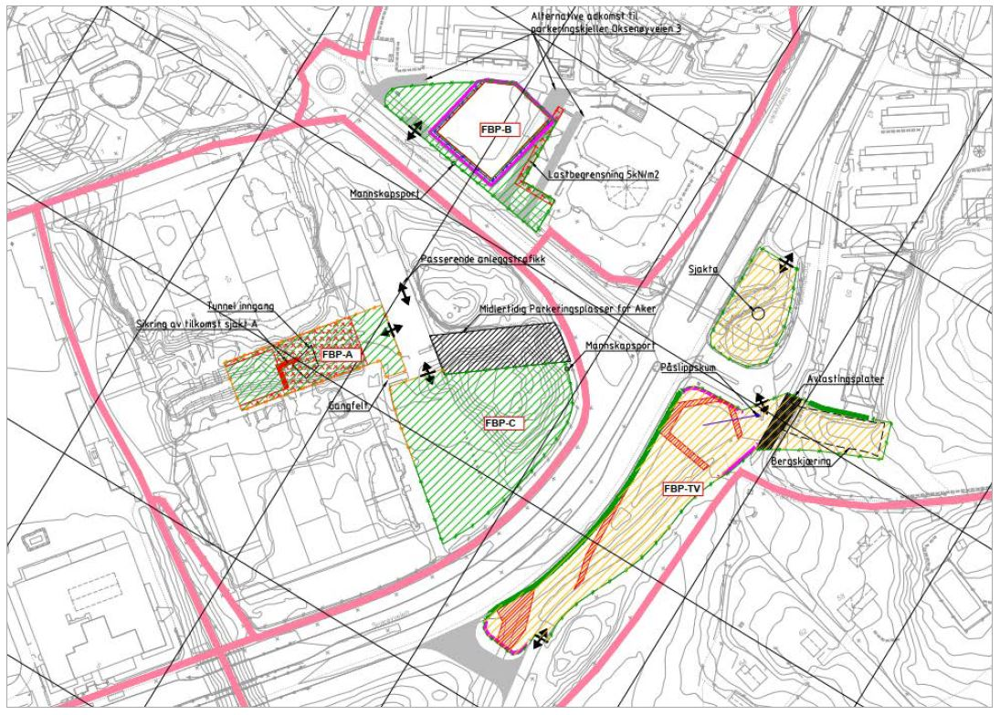 Alternative adkomst til
parkeringskjeller Oksenøyveien 3
FBP-B
Lastbegrensning 5kN/m2
Mannskapsport
Passerende anleggstrafikk
Sjakta
Tunnel inngang
Midlertidig Parkeringsplasser for Aker
Sikring av tilkomst sjakt A
FBP-A
Mannskapsport
Påslippskum
Avlastingsplater
Gangfelt
FBP-C
Bergskjæring
FBP-TV